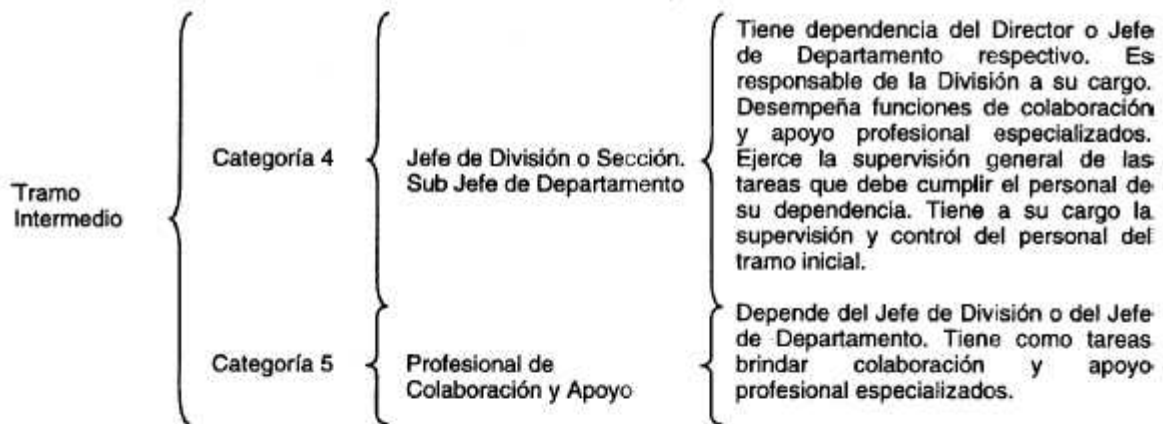 Tramo
Intermedio
Categoría 4
Jefe de División o Sección.
Sub Jefe de Departamento
Tiene dependencia del Director o Jefe
de Departamento respectivo. Es
responsable de la División a su cargo.
Desempeña funciones de colaboración
y apoyo profesional especializados.
Ejerce la supervisión general de las
tareas que debe cumplir el personal de
su dependencia. Tiene a su cargo la
supervisión y control del personal del
tramo inicial.
Categoría 5
Profesional de
Colaboración y Apoyo
Depende del Jefe de División o del Jefe
de Departamento. Tiene como tareas
brindar colaboración y apoyo
profesional especializados.